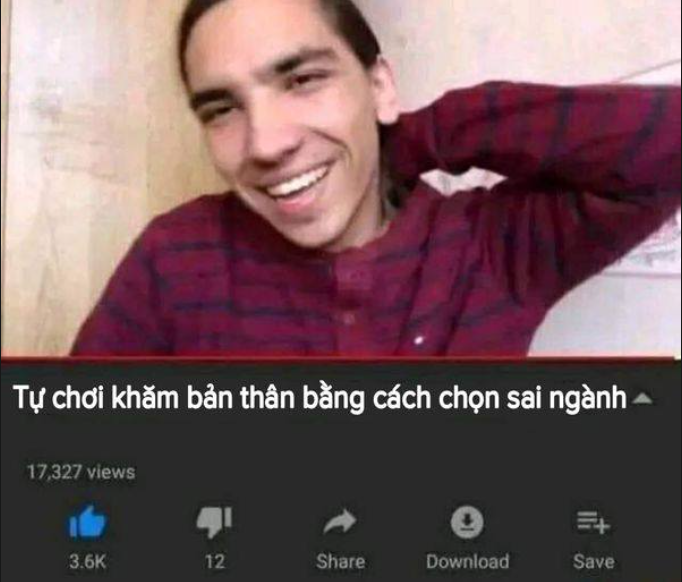 Tự chơi khăm bản thân bằng cách chọn sai ngành
17,327 views
3.6K 12 Share Download Save